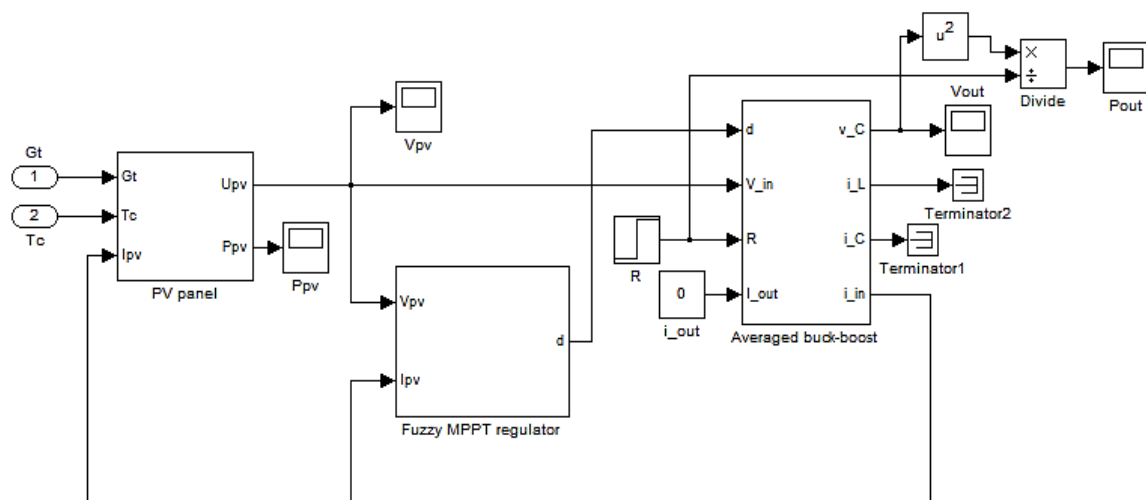 u²
×
÷
Divide
Pout
Vout
Vpv
Gt
1
2
Tc
Gt
Tc
Ipv
Upv
Ppv
PV panel
Ppv
Vpv
Ipv
d
Fuzzy MPPT regulator
R
0
i_out
d
V_in
R
I_out
v_C
i_L
i_C
i_in
Averaged buck-boost
Terminator2
Terminator1